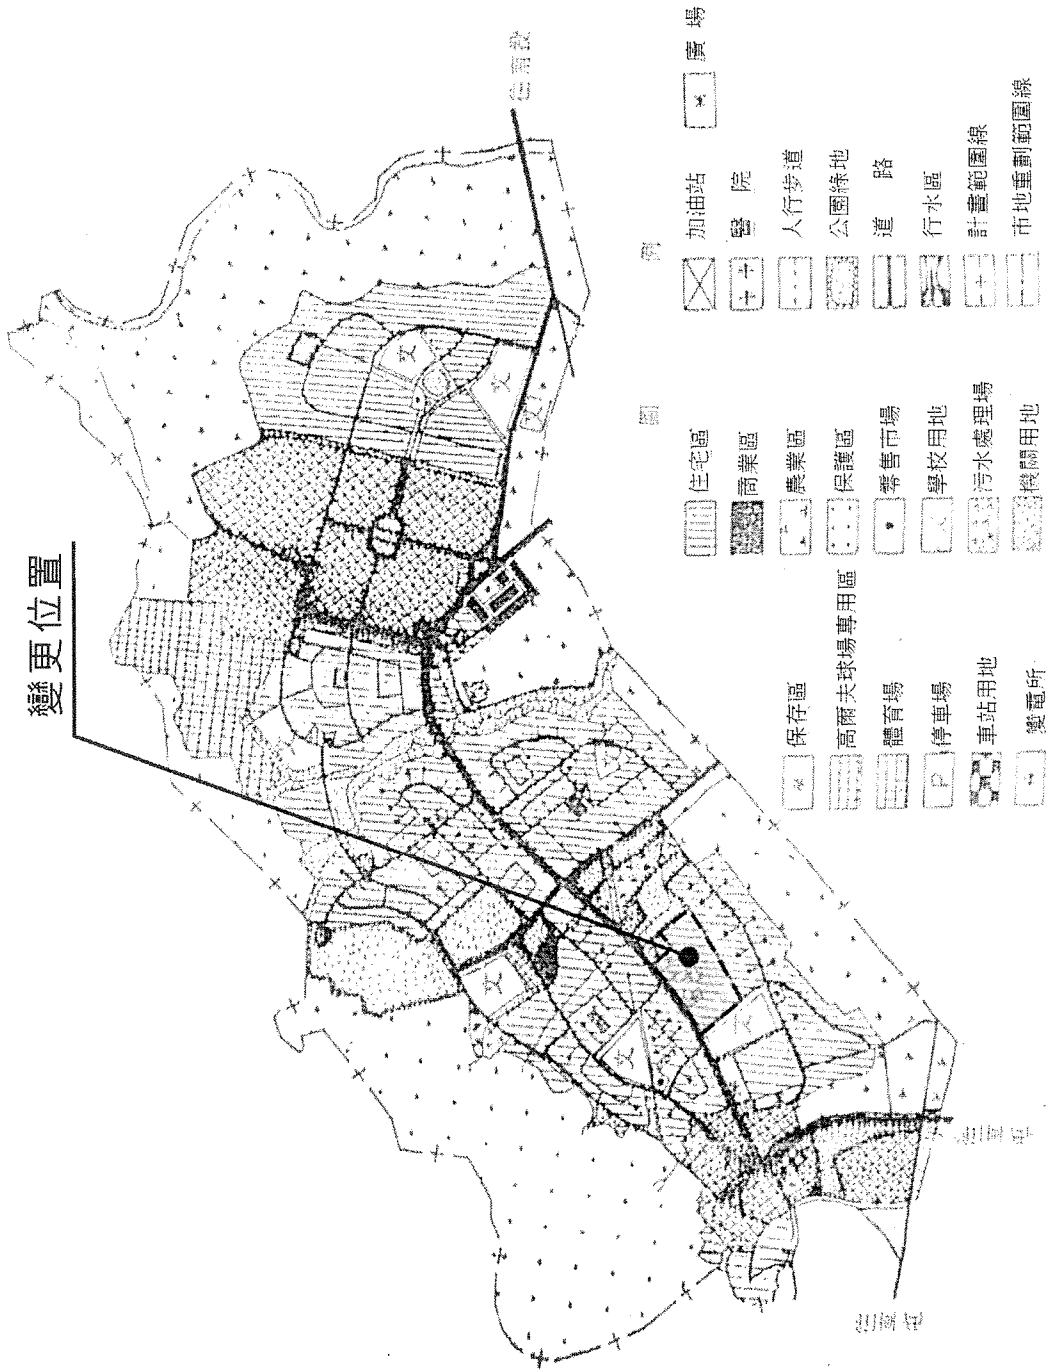 變更位置
圖例
住宅區
商業區
農業區
保護區
零售市場
學校用地
污水處理場
機關用地
加油站
醫院
人行步道
公園綠地
道路
行水區
計畫範圍線
市地重劃範圍線
保存區
高爾夫球場專用區
體育場
停車場
車站用地
變電所
廣場
文
文
文
文
P